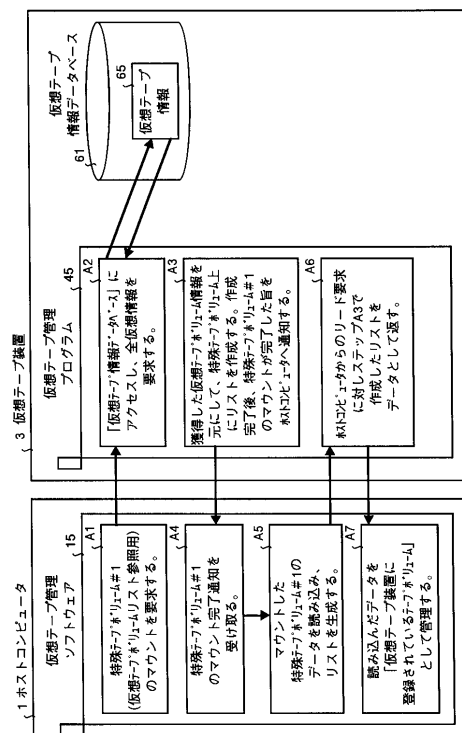 1 ホストコンピュータ
仮想テープ管理
ソフトウェア
15
A1
特殊テープボリューム#1
(仮想テープボリュームリスト参照用)
のマウントを要求する。
A4
特殊テープボリューム#1
のマウント完了通知を
受け取る。
A5
マウントした
特殊テープボリューム#1の
データを読み込み、
リストを生成する。
A7
読み込んだデータを
「仮想テープ装置に
登録されているテープボリューム」
として管理する。
3 仮想テープ装置
仮想テープ管理
プログラム
45
A2
「仮想テープ情報データベース」に
アクセスし、全仮想情報を
要求する。
A3
獲得した仮想テープボリューム情報を
元にして、特殊テープボリューム上
にリストを作成する。作成
完了後、特殊テープボリューム#1
のマウントが完了した旨を
ホストコンピュータへ通知する。
A6
ホストコンピュータからのリード要求
に対しステップA3で
作成したリストを
データとして返す。
仮想テープ
情報データベース
61
65
仮想テープ
情報